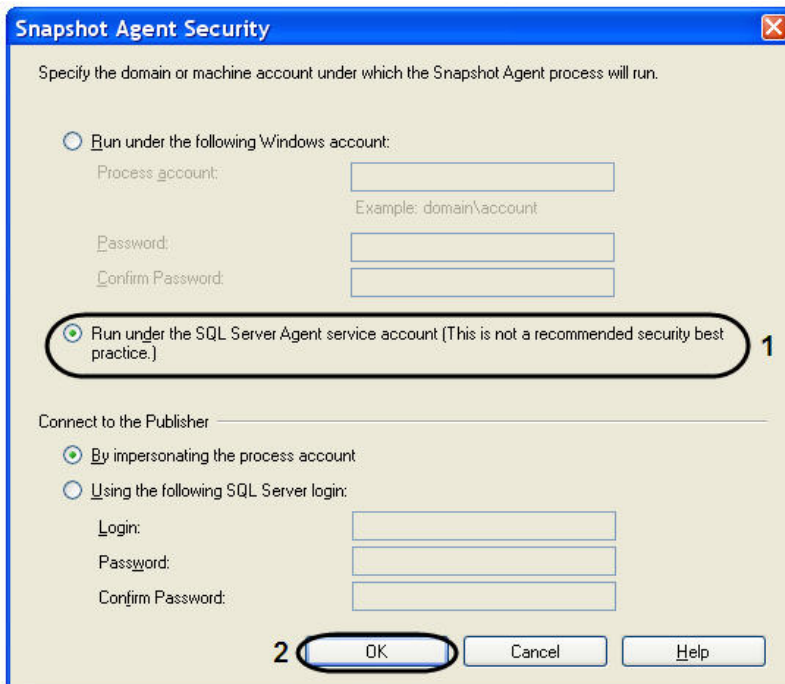 Snapshot Agent Security
Specify the domain or machine account under which the Snapshot Agent process will run.
Run under the following Windows account:
Process account:
Example: domain\account
Password:
Confirm Password:
Run under the SQL Server Agent service account (This is not a recommended security best
practice.)
1
Connect to the Publisher
By impersonating the process account
Using the following SQL Server login:
Login:
Password:
Confirm Password:
2
OK
Cancel
Help